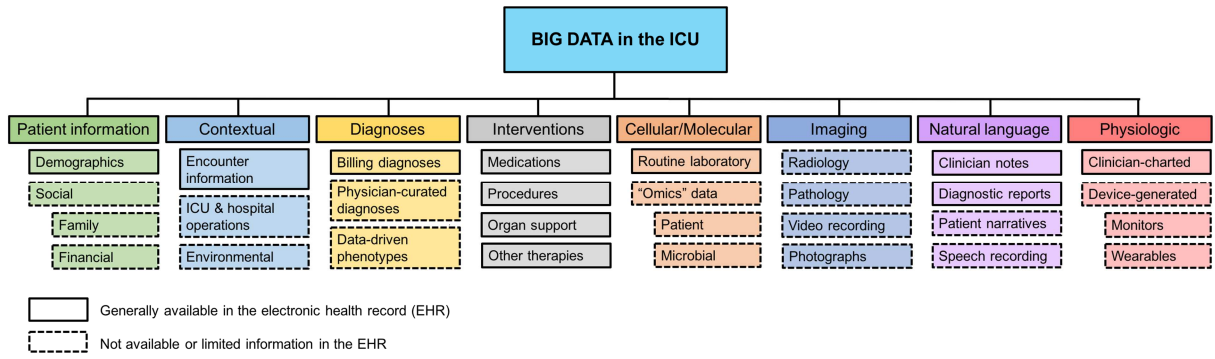 BIG DATA in the ICU
Patient information
Demographics
Social
Family
Financial
Contextual
Encounter
information
ICU & hospital
operations
Environmental
Diagnoses
Billing diagnoses
Physician-curated
diagnoses
Data-driven
phenotypes
Interventions
Medications
Procedures
Organ support
Other therapies
Cellular/Molecular
Routine laboratory
“Omics” data
Patient
Microbial
Imaging
Radiology
Pathology
Video recording
Photographs
Natural language
Clinician notes
Diagnostic reports
Patient narratives
Speech recording
Physiologic
Clinician-charted
Device-generated
Monitors
Wearables
Generally available in the electronic health record (EHR)
Not available or limited information in the EHR